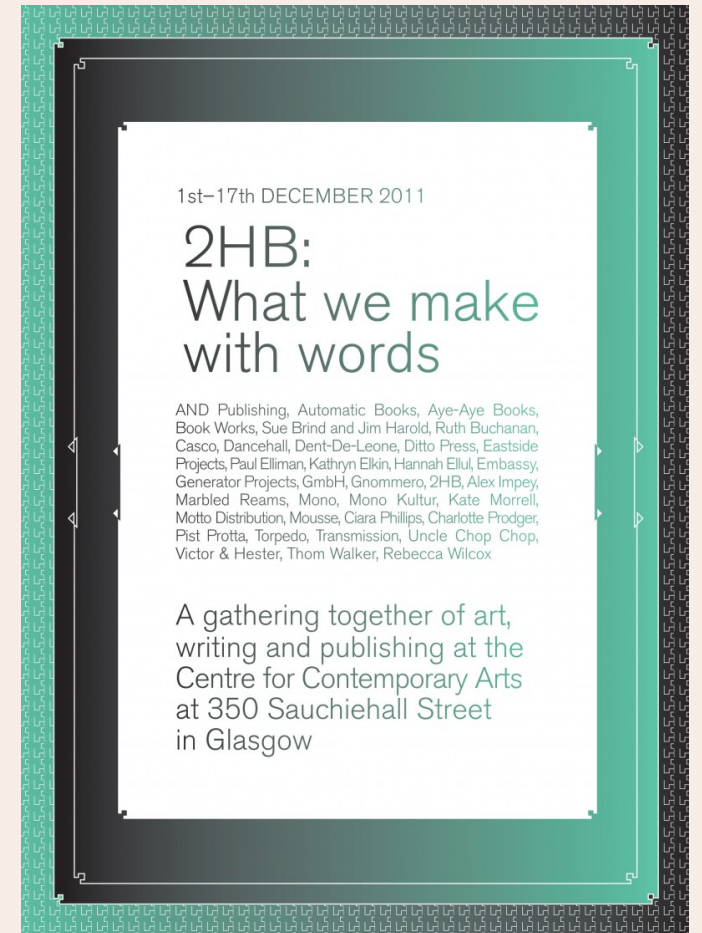 1st–17th DECEMBER 2011
2HB:
What we make
with words
AND Publishing, Automatic Books, Aye-Aye Books,
Book Works, Sue Brind and Jim Harold, Ruth Buchanan,
Casco, Dancehall, Dent-De-Leone, Ditto Press, Eastside
Projects, Paul Elliman, Kathryn Elkin, Hannah Ellul, Embassy,
Generator Projects, GmbH, Gnommero, 2HB, Alex Impey,
Marbled Reams, Mono, Mono Kultur, Kate Morrell,
Motto Distribution, Mousse, Ciara Phillips, Charlotte Prodger,
Pist Protta, Torpedo, Transmission, Uncle Chop Chop,
Victor & Hester, Thom Walker, Rebecca Wilcox
A gathering together of art,
writing and publishing at the
Centre for Contemporary Arts
at 350 Sauchiehall Street
in Glasgow